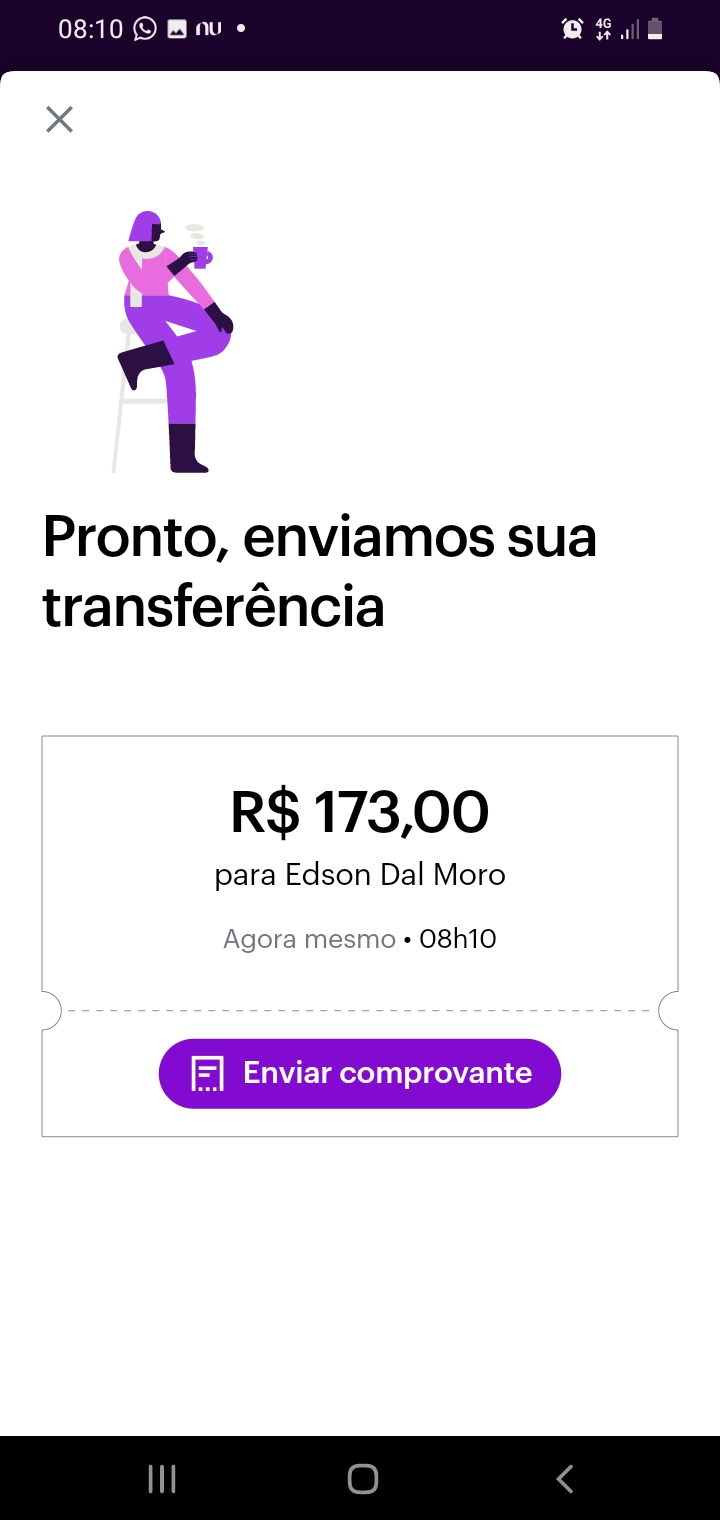 08:10 nu
4G
Pronto, enviamos sua
transferência
R$ 173,00
para Edson Dal Moro
Agora mesmo • 08h10
Enviar comprovante